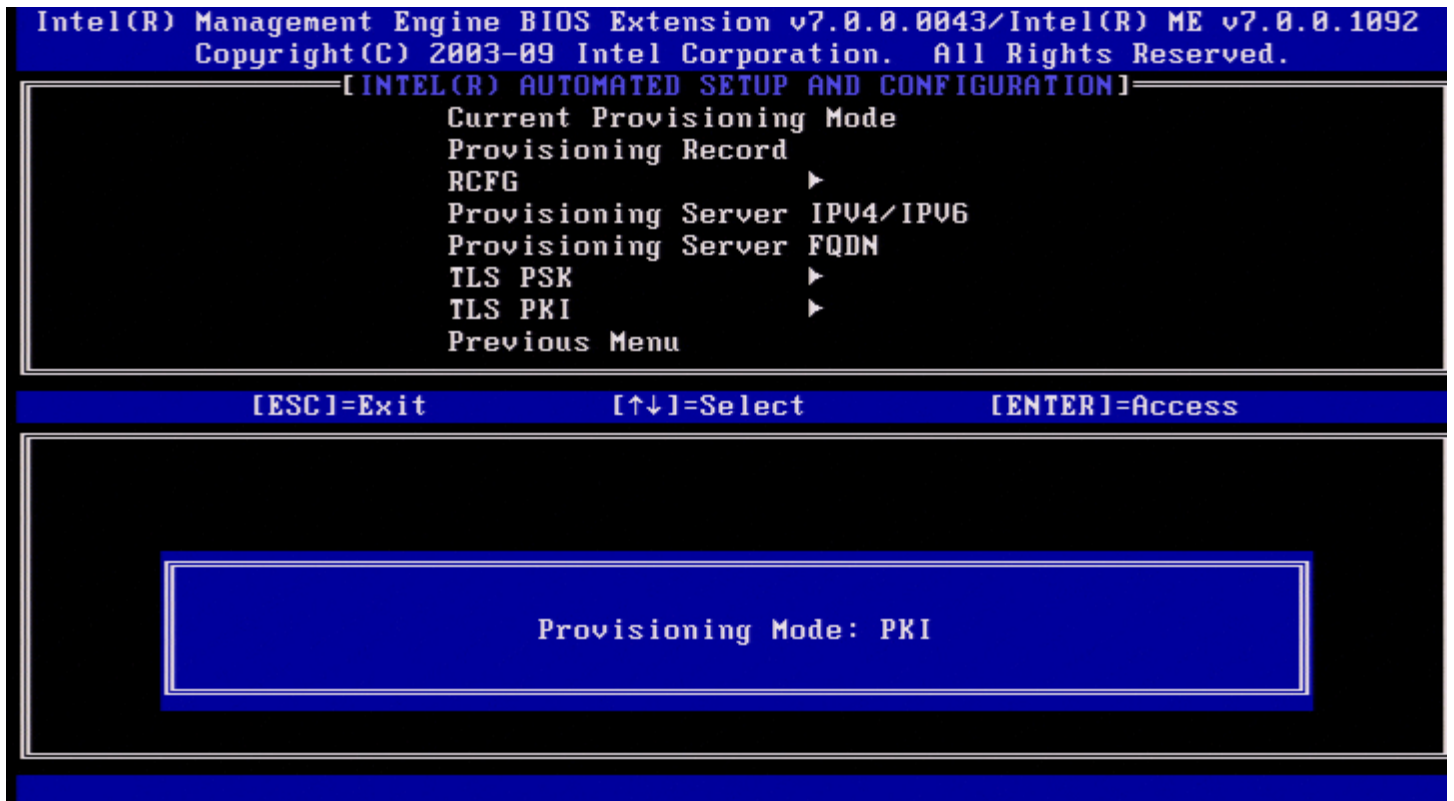 Intel(R) Management Engine BIOS Extension v7.0.0.0043/Intel(R) ME v7.0.0.1092
Copyright(C) 2003-09 Intel Corporation. All Rights Reserved.
[INTEL(R) AUTOMATED SETUP AND CONFIGURATION]
Current Provisioning Mode
Provisioning Record
RCFG ►
Provisioning Server IPV4/IPV6
Provisioning Server FQDN
TLS PSK ►
TLS PKI ►
Previous Menu
[ESC]=Exit [↑↓]=Select [ENTER]=Access
Provisioning Mode: PKI